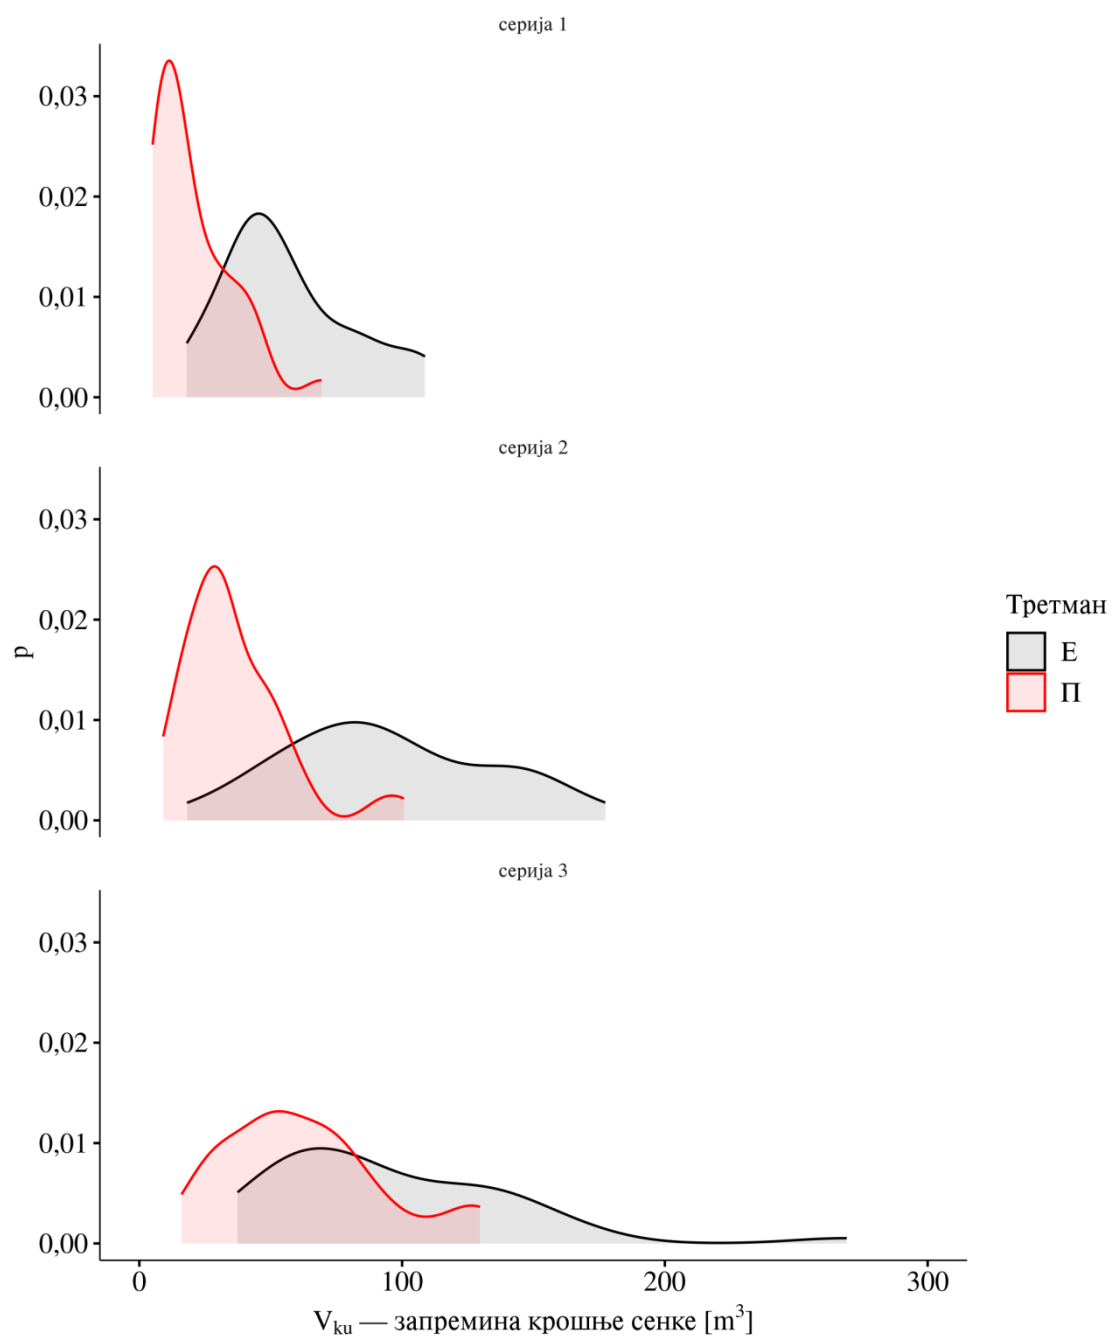 серија 1
0,03
0,02
0,01
0,00
серија 2
0,03
0,02
0,01
0,00
p
серија 3
0,03
0,02
0,01
0,00
0 100 200 300
V_ku — запремина крошње сенке [m³]
Третман
Е
П